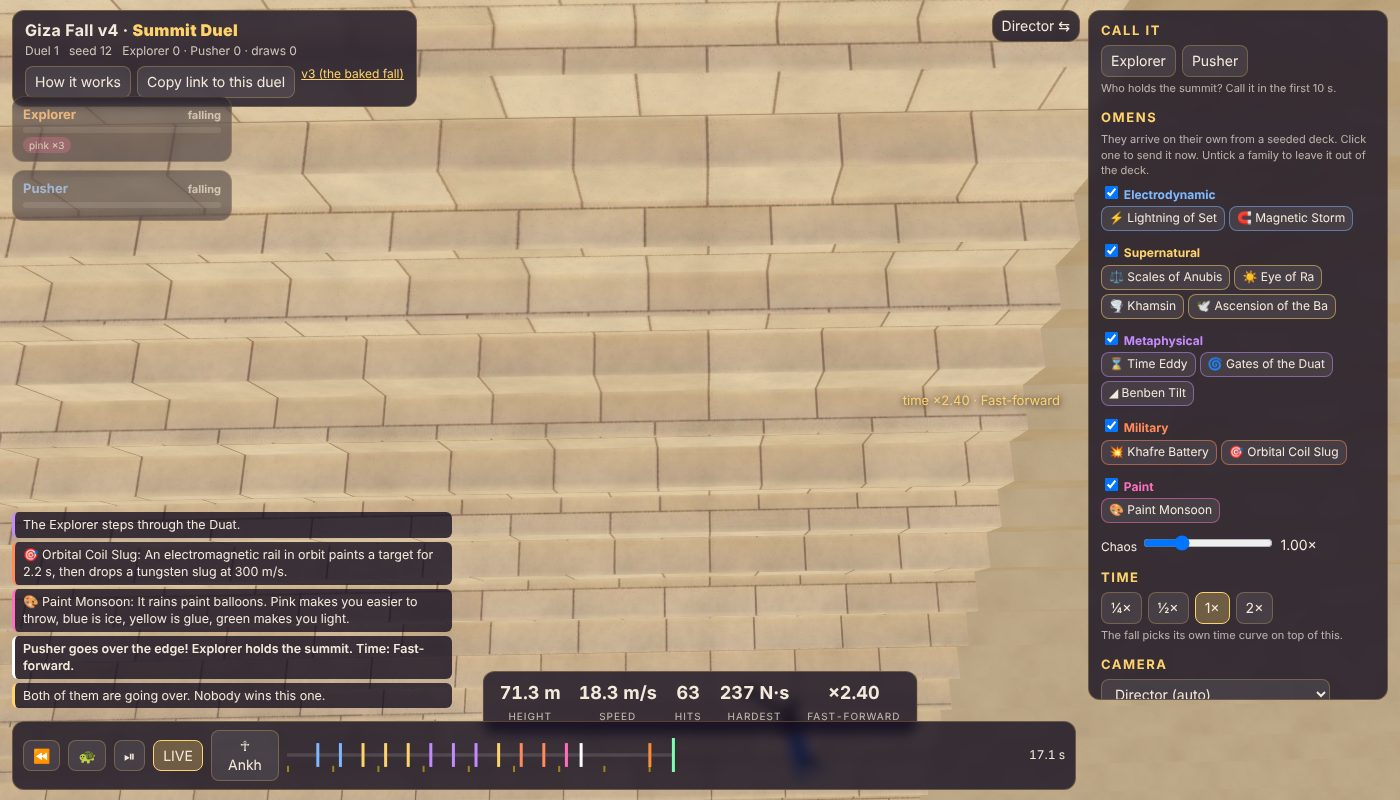 Giza Fall v4 · Summit Duel
Duel 1 seed 12 Explorer 0 · Pusher 0 · draws 0
How it works
Copy link to this duel
v3 (the baked fall)
Explorer falling
pink ×3
Pusher falling
Director ⇆
CALL IT
Explorer
Pusher
Who holds the summit? Call it in the first 10 s.
OMENS
They arrive on their own from a seeded deck. Click
one to send it now. Untick a family to leave it out of
the deck.
Electrodynamic
⚡ Lightning of Set
🧲 Magnetic Storm
Supernatural
⚖️ Scales of Anubis
☀️ Eye of Ra
🌪️ Khamsin
🕊️ Ascension of the Ba
Metaphysical
⌛ Time Eddy
🌀 Gates of the Duat
◢ Benben Tilt
Military
💥 Khafre Battery
🎯 Orbital Coil Slug
Paint
🎨 Paint Monsoon
Chaos 1.00×
TIME
¼×
½×
1×
2×
The fall picks its own time curve on top of this.
CAMERA
Director (auto)
time ×2.40 · Fast-forward
The Explorer steps through the Duat.
🎯 Orbital Coil Slug: An electromagnetic rail in orbit paints a target for
2.2 s, then drops a tungsten slug at 300 m/s.
🎨 Paint Monsoon: It rains paint balloons. Pink makes you easier to
throw, blue is ice, yellow is glue, green makes you light.
Pusher goes over the edge! Explorer holds the summit. Time: Fast-
forward.
Both of them are going over. Nobody wins this one.
71.3 m 18.3 m/s 63 237 N·s ×2.40
HEIGHT SPEED HITS HARDEST FAST-FORWARD
⏪
🐢
⏯
LIVE
☥
Ankh
17.1 s